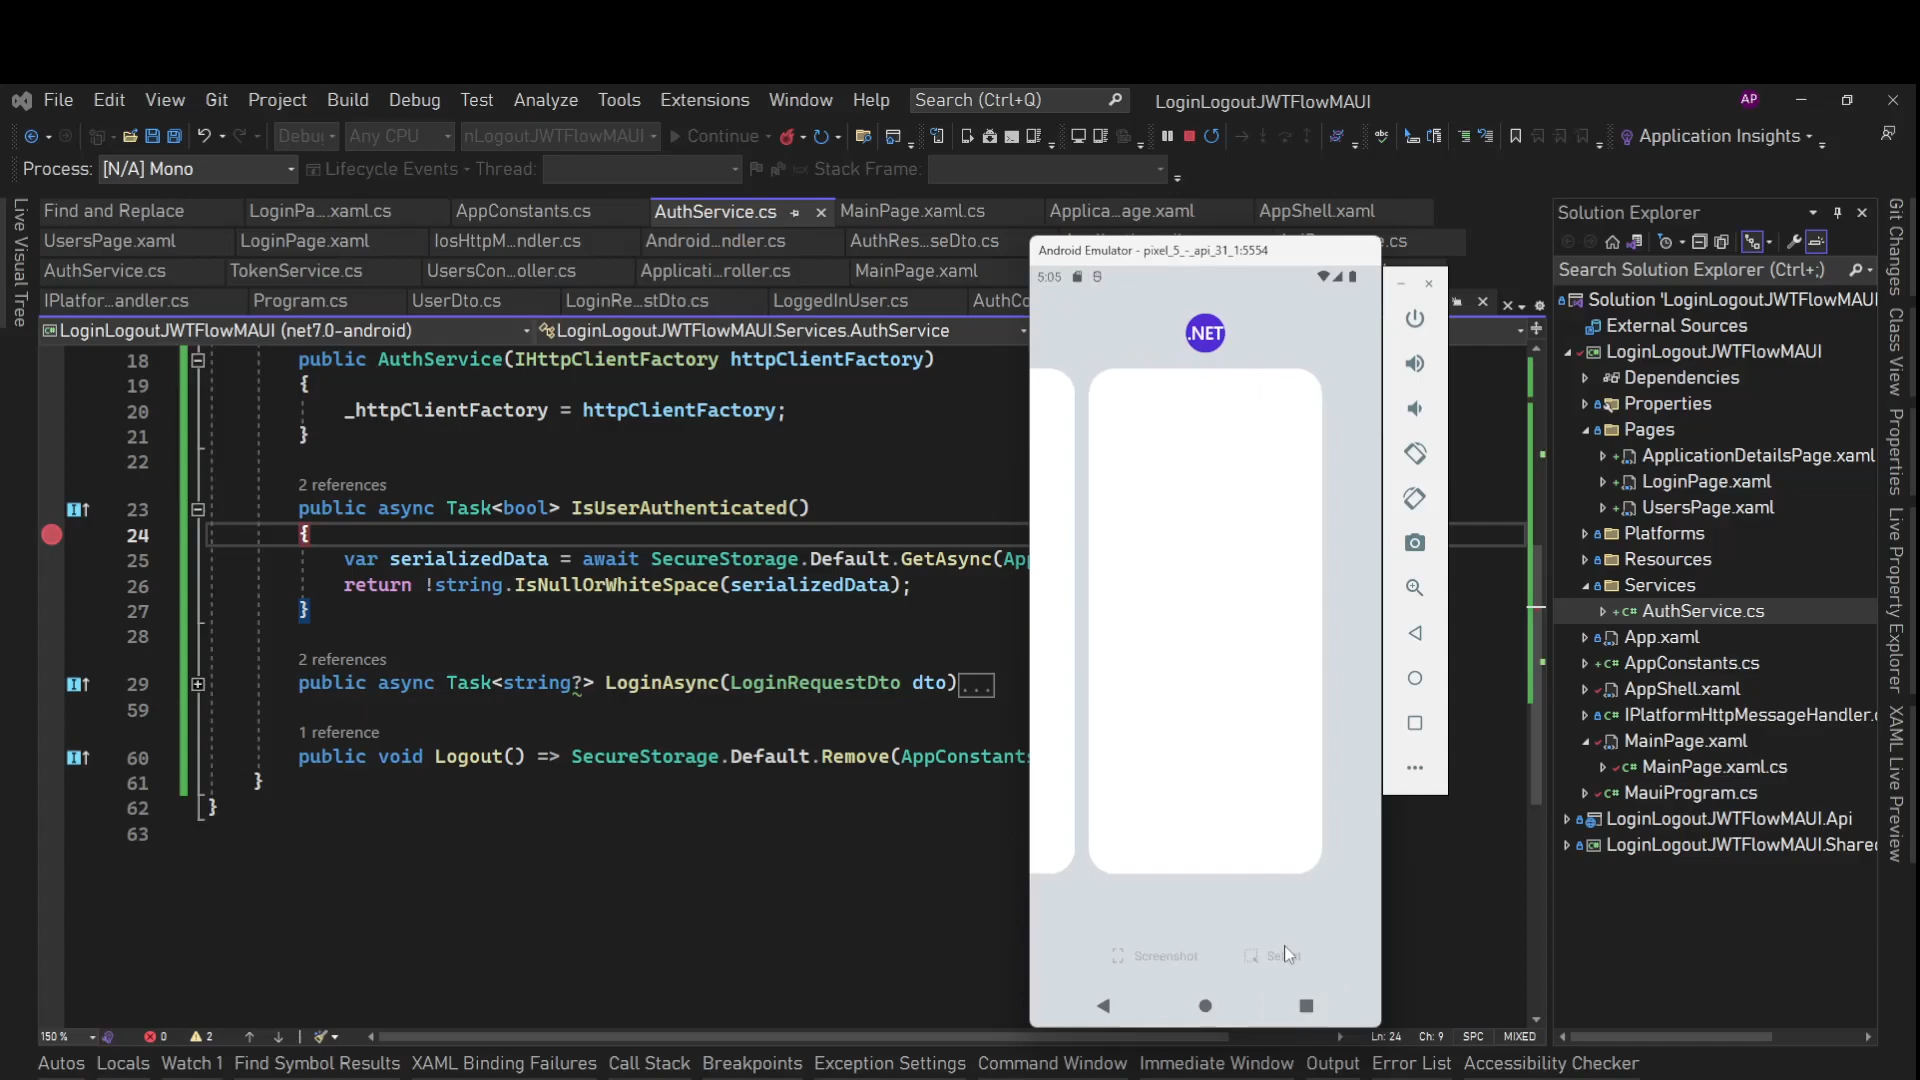 File Edit View Git Project Build Debug Test Analyze Tools Extensions Window Help Search (Ctrl+Q) LoginLogoutJWTFlowMAUI AP
Debug Any CPU nLogoutJWTFlowMAUI Continue Application Insights
Process: [N/A] Mono Lifecycle Events Thread: Stack Frame:
Live Visual Tree
Find and Replace LoginPa...xaml.cs AppConstants.cs AuthService.cs MainPage.xaml.cs Applica...age.xaml AppShell.xaml
UsersPage.xaml LoginPage.xaml IosHttpM...ndler.cs Android...ndler.cs AuthRes...seDto.cs
AuthService.cs TokenService.cs UsersCon...oller.cs Applicati...roller.cs MainPage.xaml
IPlatfor...andler.cs Program.cs UserDto.cs LoginRe...stDto.cs LoggedInUser.cs AuthCo
LoginLogoutJWTFlowMAUI (net7.0-android) LoginLogoutJWTFlowMAUI.Services.AuthService
18 public AuthService(IHttpClientFactory httpClientFactory)
19 {
20 _httpClientFactory = httpClientFactory;
21 }
22
2 references
23 public async Task<bool> IsUserAuthenticated()
24 {
25 var serializedData = await SecureStorage.Default.GetAsync(App
26 return !string.IsNullOrWhiteSpace(serializedData);
27 }
28
2 references
29 public async Task<string?> LoginAsync(LoginRequestDto dto)...
59
1 reference
60 public void Logout() => SecureStorage.Default.Remove(AppConstants
61 }
62 }
63
Android Emulator - pixel_5_-_api_31_1:5554
5:05
.NET
Screenshot
Solution Explorer
Search Solution Explorer (Ctrl+;)
Solution 'LoginLogoutJWTFlowMAUI
External Sources
LoginLogoutJWTFlowMAUI
Dependencies
Properties
Pages
ApplicationDetailsPage.xaml
LoginPage.xaml
UsersPage.xaml
Platforms
Resources
Services
AuthService.cs
App.xaml
AppConstants.cs
AppShell.xaml
IPlatformHttpMessageHandler.c
MainPage.xaml
MainPage.xaml.cs
MauiProgram.cs
LoginLogoutJWTFlowMAUI.Api
LoginLogoutJWTFlowMAUI.Share
Git Changes
Class View
Properties
Live Property Explorer
XAML Live Preview
150 % 0 2 Ln: 24 Ch: 9 SPC MIXED
Autos Locals Watch 1 Find Symbol Results XAML Binding Failures Call Stack Breakpoints Exception Settings Command Window Immediate Window Output Error List Accessibility Checker